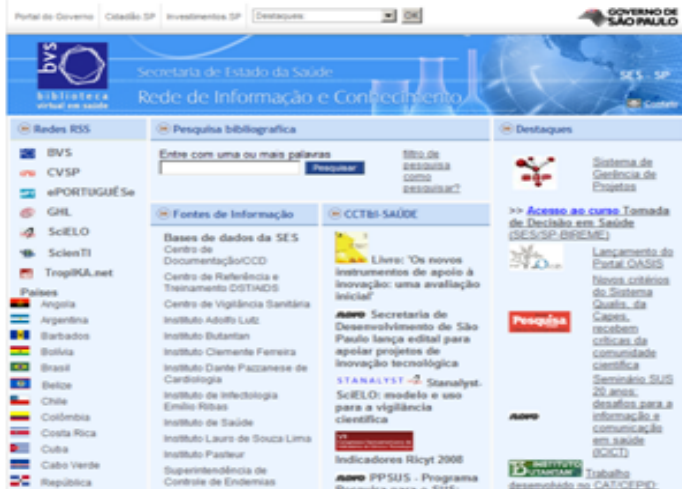 Portal do Governo
Cidadão.SP
Investimentos.SP
Destaques:
OK
GOVERNO DE
SÃO PAULO
bvs
biblioteca
virtual em saúde
Secretaria de Estado da Saúde
Rede de Informação e Conhecimento
SES - SP
Contato
Redes RSS
BVS
CVSP
ePORTUGUÊSe
GHL
SciELO
ScienTI
TropIKA.net
Países
Angola
Argentina
Barbados
Bolívia
Brasil
Belize
Chile
Colômbia
Costa Rica
Cuba
Cabo Verde
República
Pesquisa bibliografica
Entre com uma ou mais palavras
Pesquisar
filtro de
pesquisa
como
pesquisar?
Fontes de Informação
Bases de dados da SES
Centro de
Documentação/CCD
Centro de Referência e
Treinamento DST/AIDS
Centro de Vigilância Sanitária
Instituto Adolfo Lutz
Instituto Butantan
Instituto Clemente Ferreira
Instituto Dante Pazzanese de
Cardiologia
Instituto de Infectologia
Emílio Ribas
Instituto de Saúde
Instituto Lauro de Souza Lima
Instituto Pasteur
Superintendência de
Controle de Endemias
CCT&I-SAÚDE
Livro: 'Os novos
instrumentos de apoio à
inovação: uma avaliação
inicial'
novo Secretaria de
Desenvolvimento de São
Paulo lança edital para
apoiar projetos de
inovação tecnológica
STANALYST Stanalyst-
SciELO: modelo e uso
para a vigilância
científica
Indicadores Ricyt 2008
novo PPSUS - Programa
Pesquisa para o SUS:
Destaques
Sistema de
Gerência de
Projetos
>> Acesso ao curso Tomada
de Decisão em Saúde
(SES/SP-BIREME)
Lançamento do
Portal OASIS
Pesquisa
Novos critérios
do Sistema
Qualis, da
Capes,
recebem
críticas da
comunidade
científica
novo
Seminário SUS
20 anos:
desafios para a
informação e
comunicação
em saúde
(ICICT)
INSTITUTO
BUTANTAN
Trabalho
desenvolvido no CAT/CEPID: